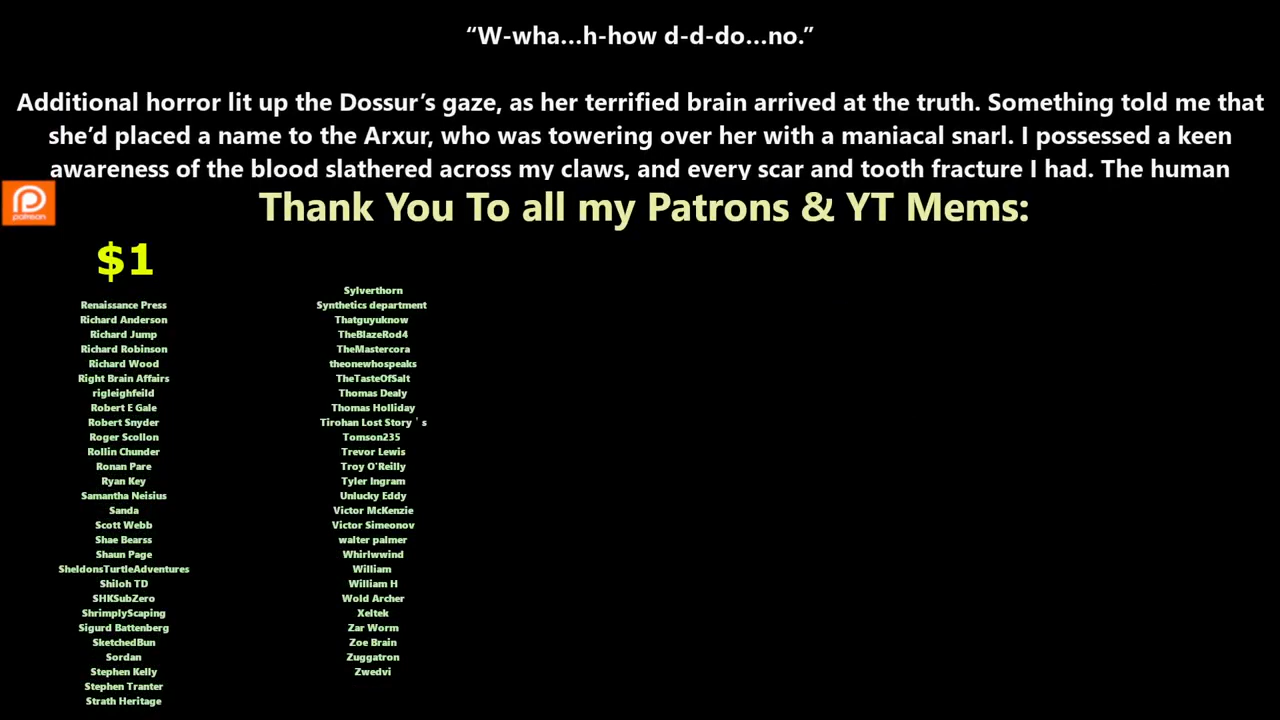 “W-wha...h-how d-d-do...no.”
Additional horror lit up the Dossur’s gaze, as her terrified brain arrived at the truth. Something told me that
she’d placed a name to the Arxur, who was towering over her with a maniacal snarl. I possessed a keen
awareness of the blood slathered across my claws, and every scar and tooth fracture I had. The human
patreon
Thank You To all my Patrons & YT Mems:
$1
Renaissance Press
Richard Anderson
Richard Jump
Richard Robinson
Richard Wood
Right Brain Affairs
rigleighfeild
Robert E Gale
Robert Snyder
Roger Scollon
Rollin Chunder
Ronan Pare
Ryan Key
Samantha Neisius
Sanda
Scott Webb
Shae Bearss
Shaun Page
SheldonsTurtleAdventures
Shiloh TD
SHKSubZero
ShrimplyScaping
Sigurd Battenberg
SketchedBun
Sordan
Stephen Kelly
Stephen Tranter
Strath Heritage
Sylverthorn
Synthetics department
Thatguyuknow
TheBlazeRod4
TheMastercora
theonewhospeaks
TheTasteOfSalt
Thomas Dealy
Thomas Holliday
Tirohan Lost Story＇s
Tomson235
Trevor Lewis
Troy O'Reilly
Tyler Ingram
Unlucky Eddy
Victor McKenzie
Victor Simeonov
walter palmer
Whirlwwind
William
William H
Wold Archer
Xeltek
Zar Worm
Zoe Brain
Zuggatron
Zwedvi